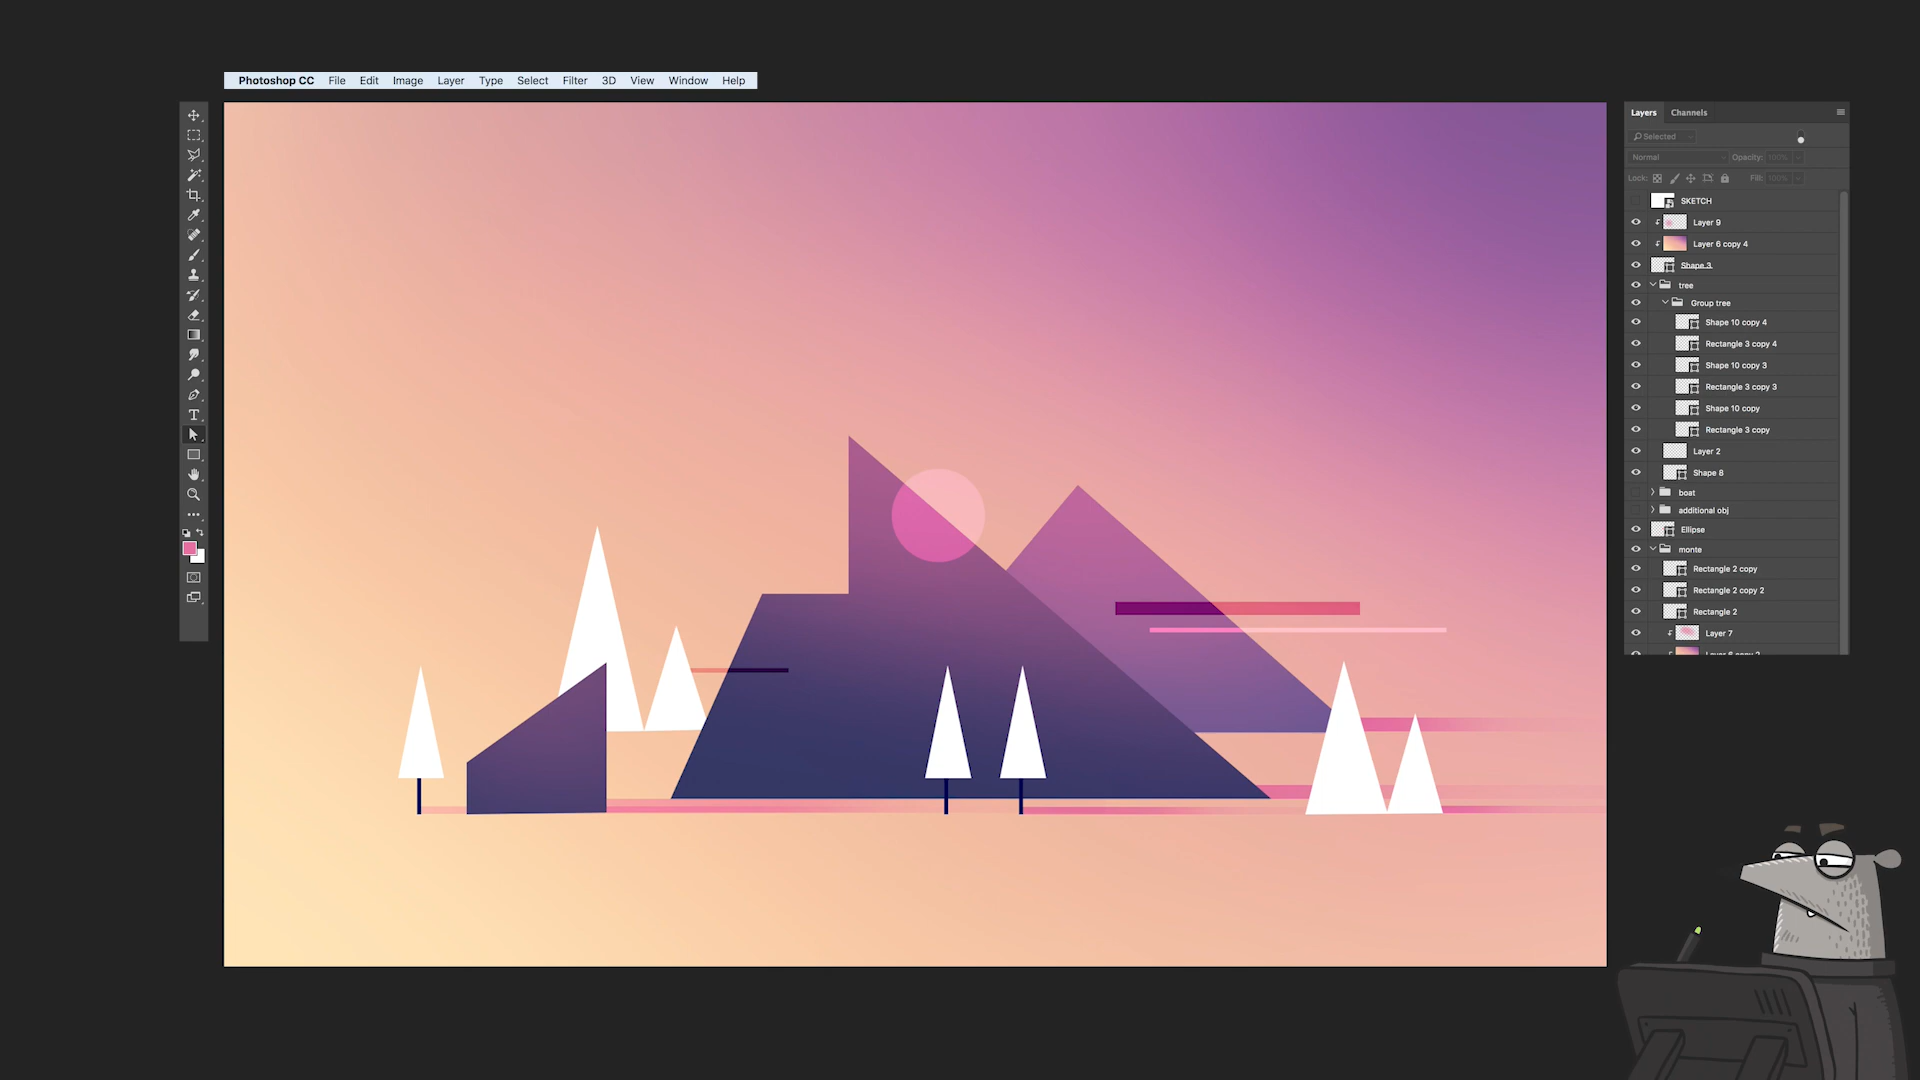 Photoshop CC File Edit Image Layer Type Select Filter 3D View Window Help
Layers Channels
Selected
Normal Opacity: 100%
Lock: Fill: 100%
SKETCH
Layer 9
Layer 6 copy 4
Shape 3
tree
Group tree
Shape 10 copy 4
Rectangle 3 copy 4
Shape 10 copy 3
Rectangle 3 copy 3
Shape 10 copy
Rectangle 3 copy
Layer 2
Shape 8
boat
additional obj
Ellipse
monte
Rectangle 2 copy
Rectangle 2 copy 2
Rectangle 2
Layer 7